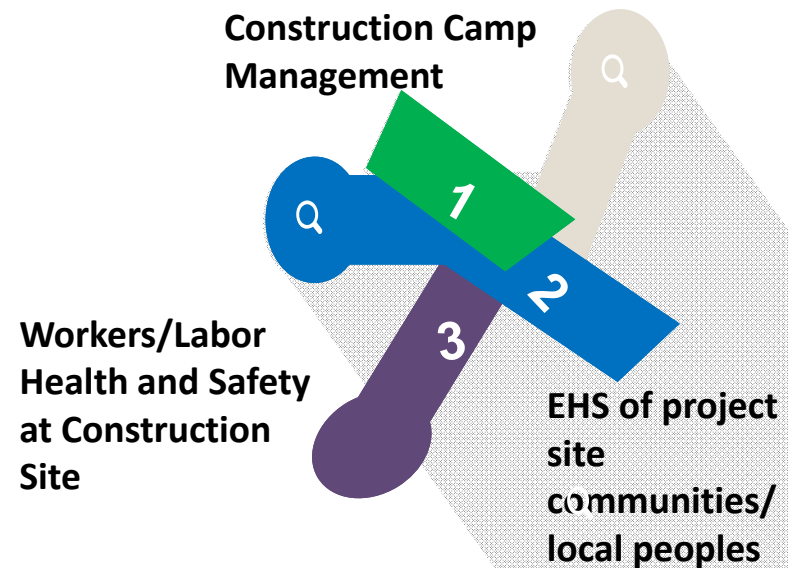 Construction Camp
Management
1
2
3
Workers/Labor
Health and Safety
at Construction
Site
EHS of project
site
communities/
local peoples